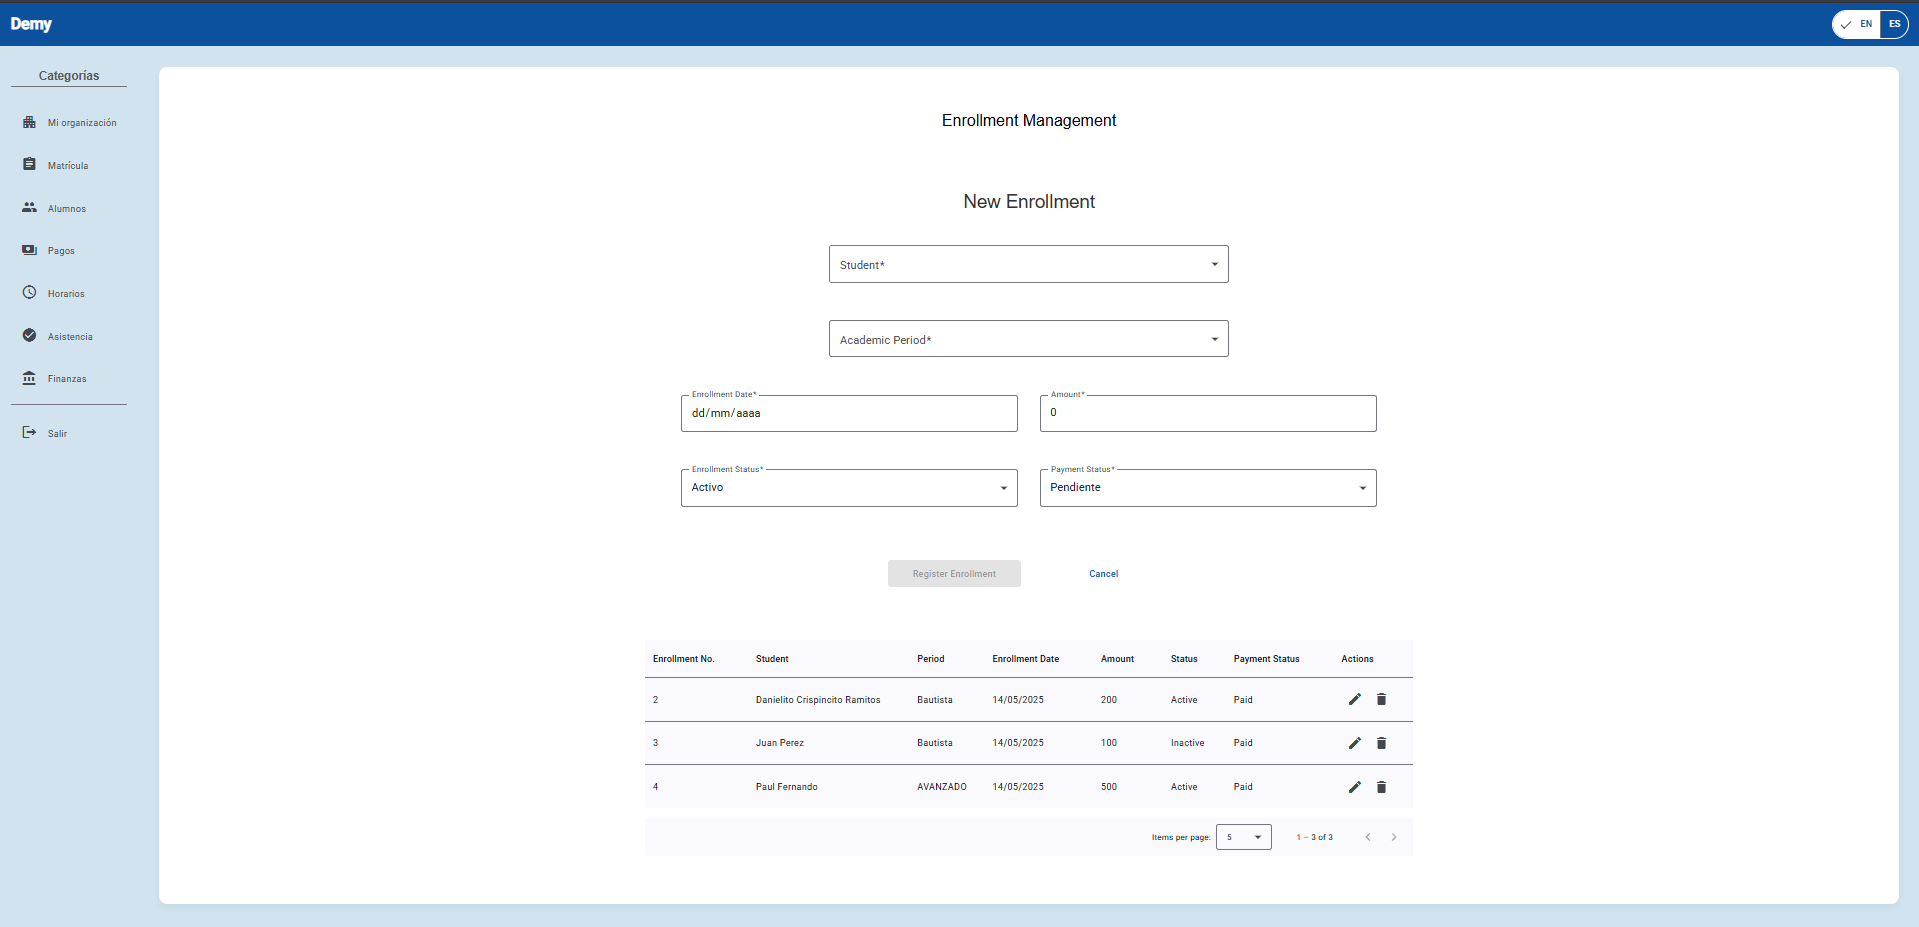 Demy
EN ES
Categorías
Mi organización
Matrícula
Alumnos
Pagos
Horarios
Asistencia
Finanzas
Salir
Enrollment Management
New Enrollment
Student*
Academic Period*
Enrollment Date*
dd/mm/aaaa
Amount*
0
Enrollment Status*
Activo
Payment Status*
Pendiente
Register Enrollment Cancel
Enrollment No. Student Period Enrollment Date Amount Status Payment Status Actions
2 Danielito Crispincito Ramitos Bautista 14/05/2025 200 Active Paid
3 Juan Perez Bautista 14/05/2025 100 Inactive Paid
4 Paul Fernando AVANZADO 14/05/2025 500 Active Paid
Items per page: 5 1 – 3 of 3